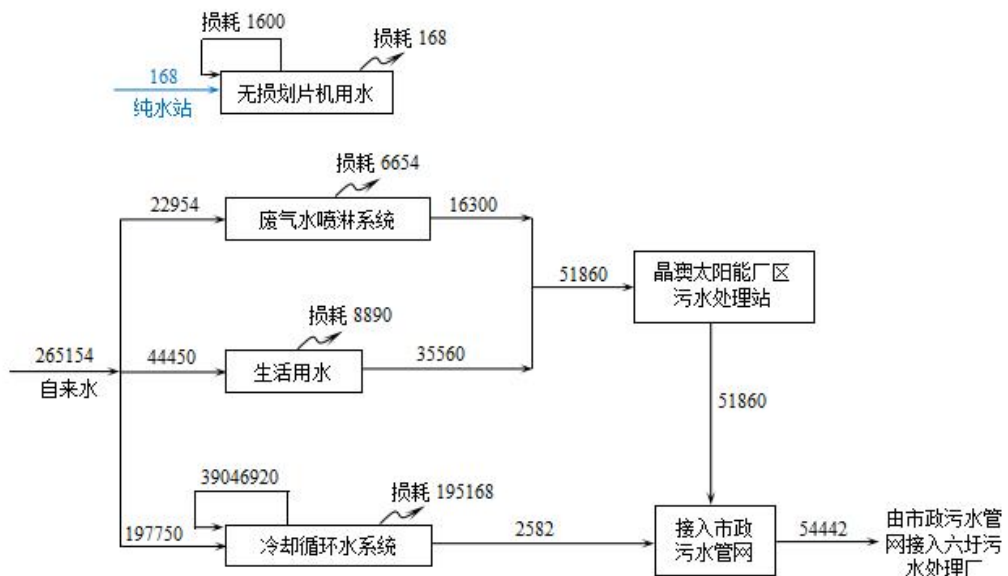 损耗 1600
损耗 168
168
纯水站
无损划片机用水
损耗 6654
22954
废气水喷淋系统
16300
51860
晶澳太阳能厂区
污水处理站
损耗 8890
265154
自来水
44450
生活用水
35560
51860
39046920
损耗 195168
197750
冷却循环水系统
2582
接入市政
污水管网
54442
由市政污水管
网接入六圩污
水处理厂